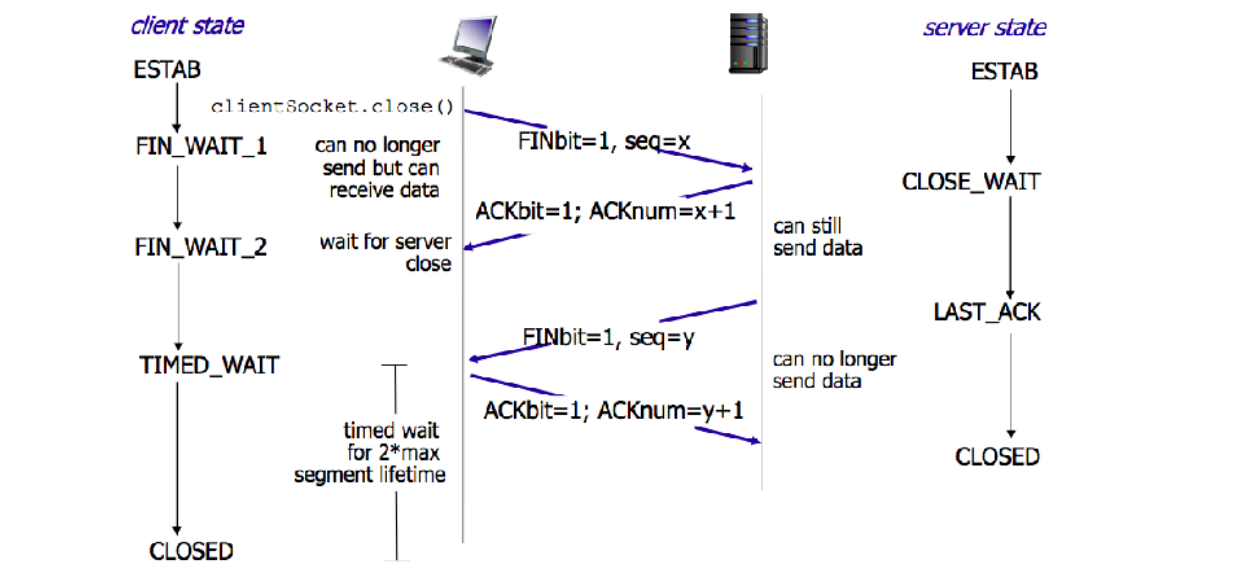 client state
server state
ESTAB
ESTAB
clientSocket.close()
FIN_WAIT_1
can no longer
send but can
receive data
FINbit=1, seq=x
CLOSE_WAIT
ACKbit=1; ACKnum=x+1
can still
send data
FIN_WAIT_2
wait for server
close
LAST_ACK
FINbit=1, seq=y
TIMED_WAIT
can no longer
send data
ACKbit=1; ACKnum=y+1
timed wait
for 2*max
segment lifetime
CLOSED
CLOSED